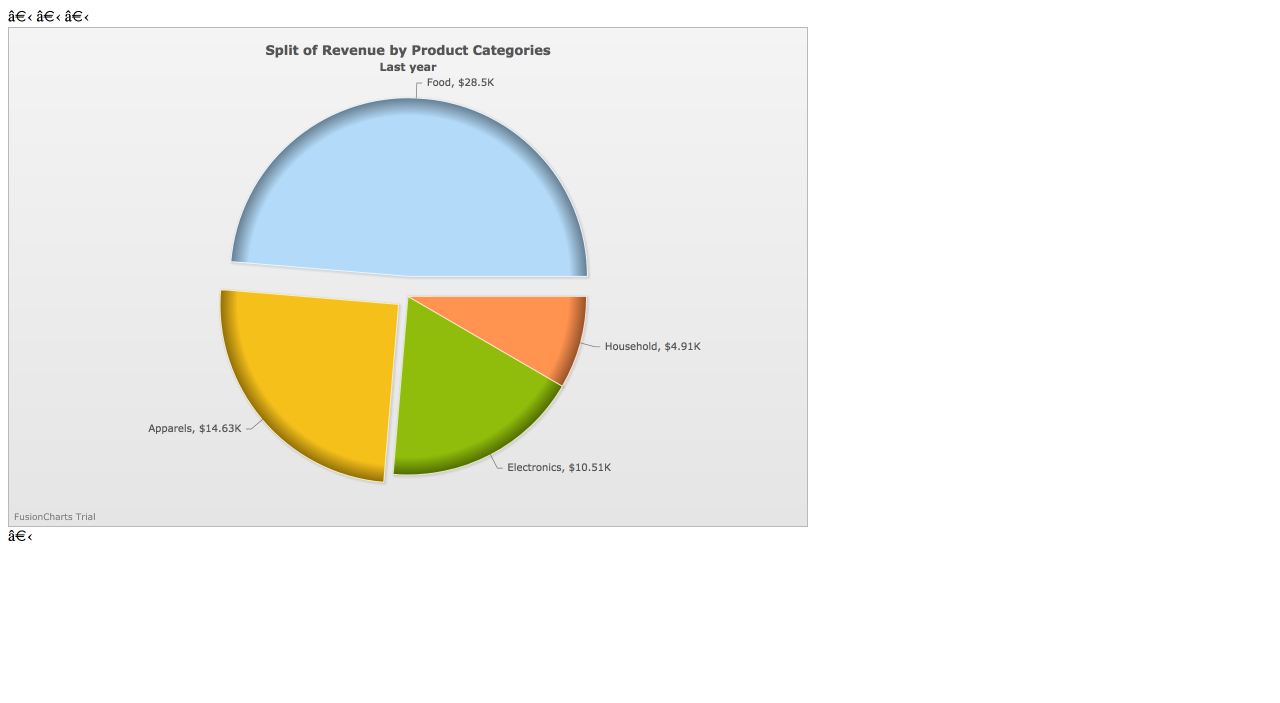 â€‹ â€‹ â€‹
Split of Revenue by Product Categories
Last year
Food, $28.5K
Household, $4.91K
Apparels, $14.63K
Electronics, $10.51K
FusionCharts Trial
â€‹